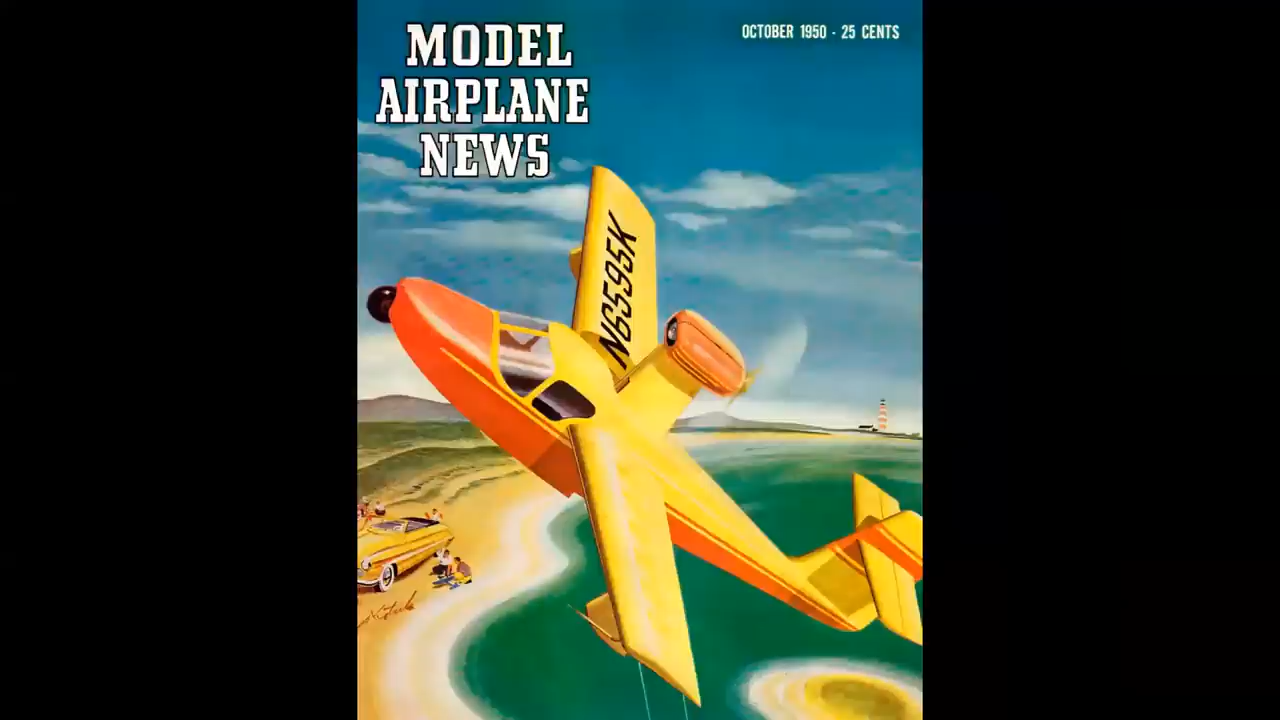 MODEL
AIRPLANE
NEWS
OCTOBER 1950 - 25 CENTS
N6595K